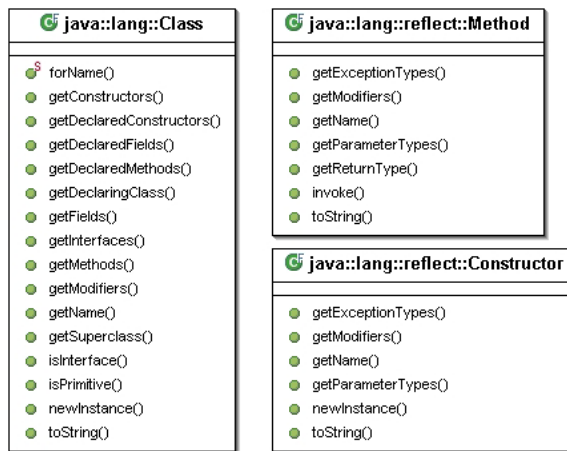 java::lang::Class
forName()
getConstructors()
getDeclaredConstructors()
getDeclaredFields()
getDeclaredMethods()
getDeclaringClass()
getFields()
getInterfaces()
getMethods()
getModifiers()
getName()
getSuperclass()
isInterface()
isPrimitive()
newInstance()
toString()
java::lang::reflect::Method
getExceptionTypes()
getModifiers()
getName()
getParameterTypes()
getReturnType()
invoke()
toString()
java::lang::reflect::Constructor
getExceptionTypes()
getModifiers()
getName()
getParameterTypes()
newInstance()
toString()